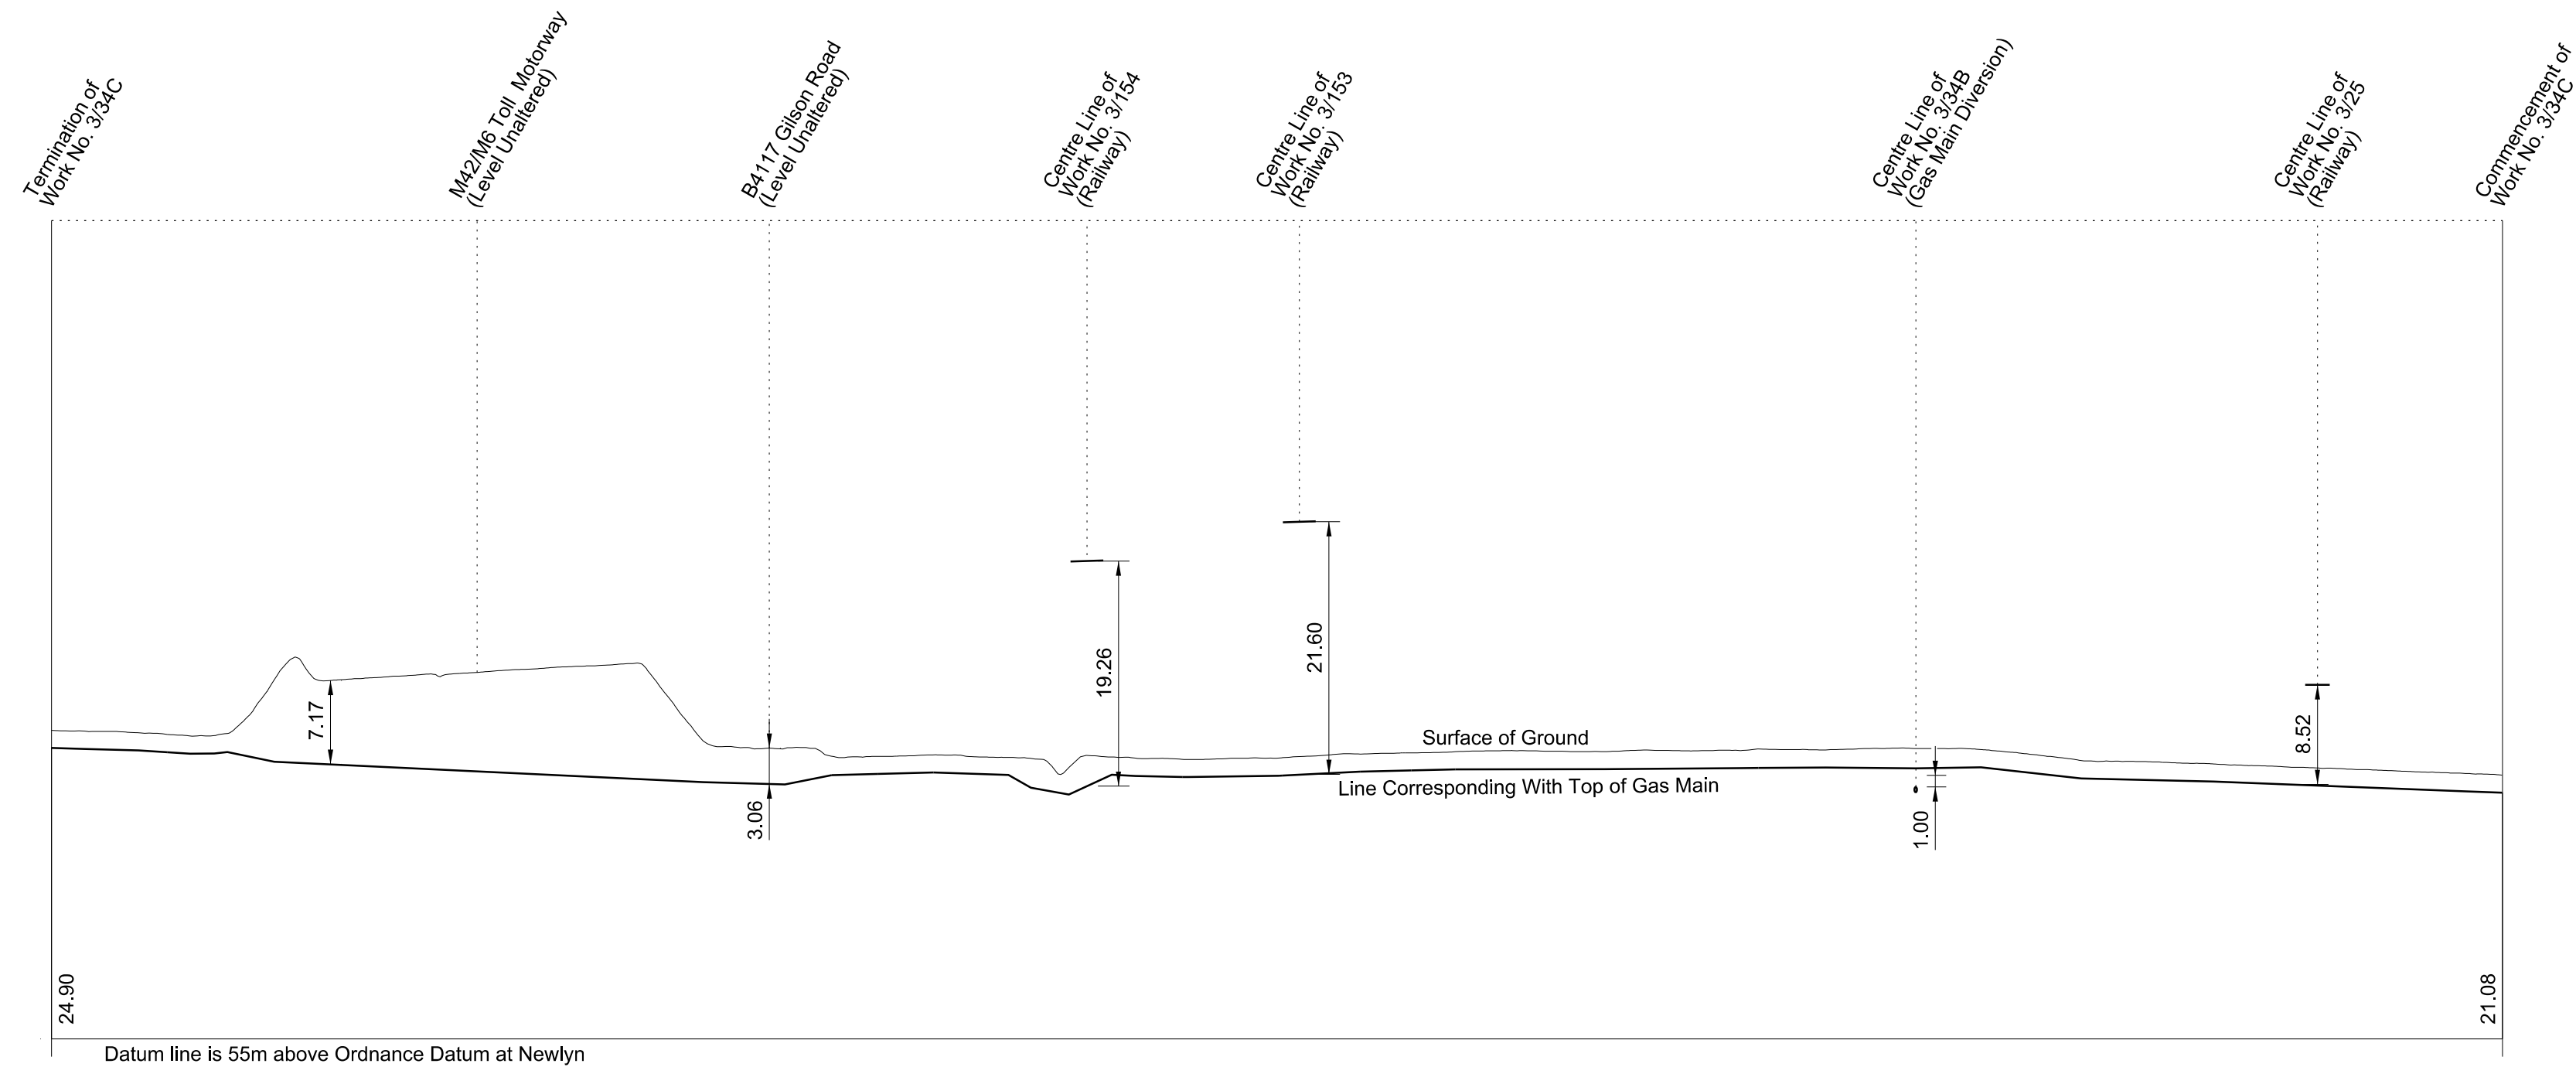 Termination of
Work No. 3/34C
M42/M6 Toll Motorway
(Level Unaltered)
B4117 Gilson Road
(Level Unaltered)
Centre Line of
Work No. 3/154
(Railway)
Centre Line of
Work No. 3/153
(Railway)
Centre Line of
Work No. 3/34B
(Gas Main Diversion)
Centre Line of
Work No. 3/25
(Railway)
Commencement of
Work No. 3/34C
7.17
3.06
19.26
21.60
Surface of Ground
Line Corresponding With Top of Gas Main
1.00
8.52
24.90
21.08
Datum line is 55m above Ordnance Datum at Newlyn